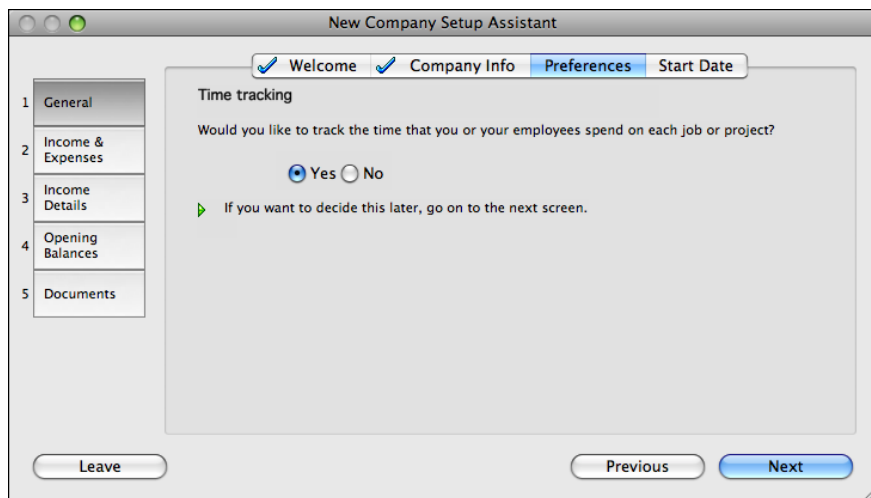 New Company Setup Assistant
Welcome Company Info Preferences Start Date
1 General
2 Income &
Expenses
3 Income
Details
4 Opening
Balances
5 Documents
Time tracking
Would you like to track the time that you or your employees spend on each job or project?
Yes No
If you want to decide this later, go on to the next screen.
Leave Previous Next